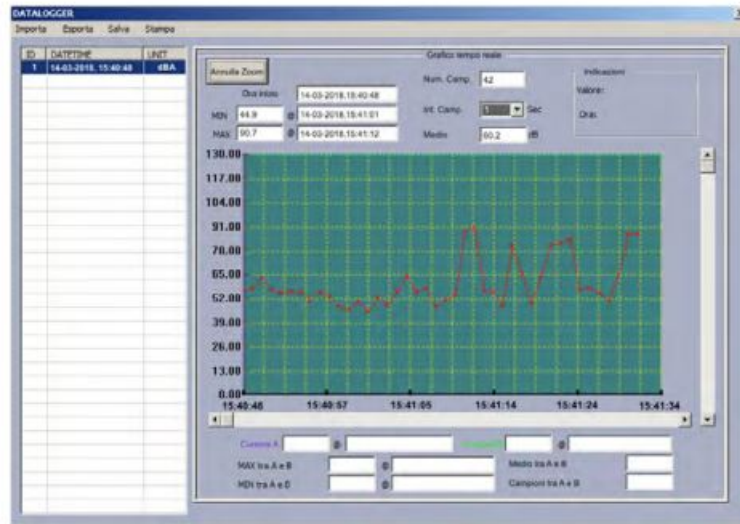 DATALOGGER
Importa Esporta Salva Stampa
ID DATETIME UNIT
1 14-03-2018, 15:40:48 dBA
Grafico tempo reale
Annulla Zoom
Num. Camp. 42
Indicazioni
Valore:
Ora:
Ora inizio 14-03-2018,15:40:48
MIN 44.9 @ 14-03-2018,15:41:01
Int. Camp. 1 Sec
MAX 90.7 @ 14-03-2018,15:41:12
Medio 60.2 dB
130.00
117.00
104.00
91.00
78.00
65.00
52.00
39.00
26.00
13.00
0.00
15:40:48 15:40:57 15:41:05 15:41:14 15:41:24 15:41:34
Cursore A @ @
MAX tra A e B @ Medio tra A e B
MIN tra A e B @ Campioni tra A e B